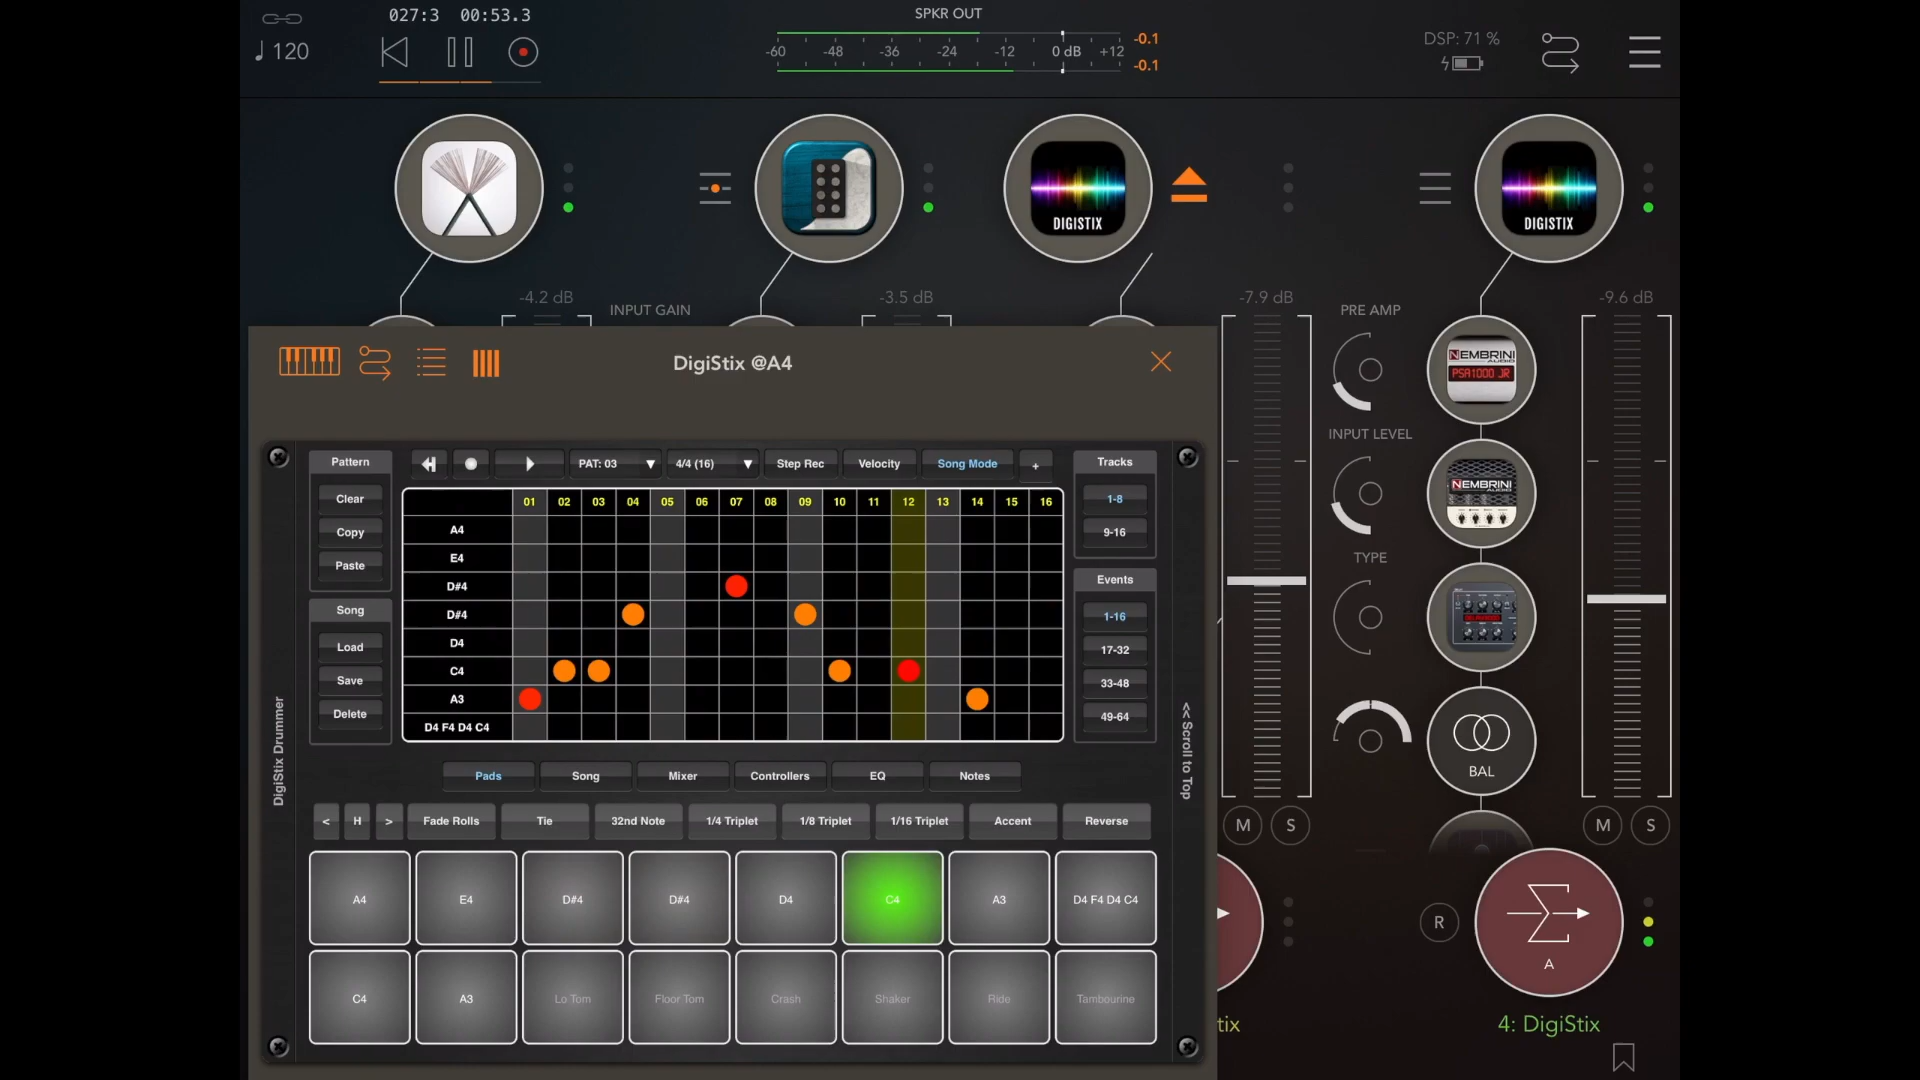 027:3 00:53.3
SPKR OUT
120
-60 -48 -36 -24 -12 0 dB +12
-0.1
-0.1
DSP: 71 %
DIGISTIX
DIGISTIX
-4.2 dB
INPUT GAIN
-3.5 dB
-7.9 dB
PRE AMP
-9.6 dB
NEMBRINI
AUDIO
PSA1000 JR
INPUT LEVEL
NEMBRINI
AUDIO
TYPE
BAL
M S
M S
R
A
tix
4: DigiStix
DigiStix @A4
DigiStix Drummer
<< Scroll to Top
Pattern
Clear
Copy
Paste
Song
Load
Save
Delete
PAT: 03 ▼ 4/4 (16) ▼ Step Rec Velocity Song Mode +
01 02 03 04 05 06 07 08 09 10 11 12 13 14 15 16
A4
E4
D#4
D#4
D4
C4
A3
D4 F4 D4 C4
Tracks
1-8
9-16
Events
1-16
17-32
33-48
49-64
Pads Song Mixer Controllers EQ Notes
< H > Fade Rolls Tie 32nd Note 1/4 Triplet 1/8 Triplet 1/16 Triplet Accent Reverse
A4 E4 D#4 D#4 D4 C4 A3 D4 F4 D4 C4
C4 A3 Lo Tom Floor Tom Crash Shaker Ride Tambourine